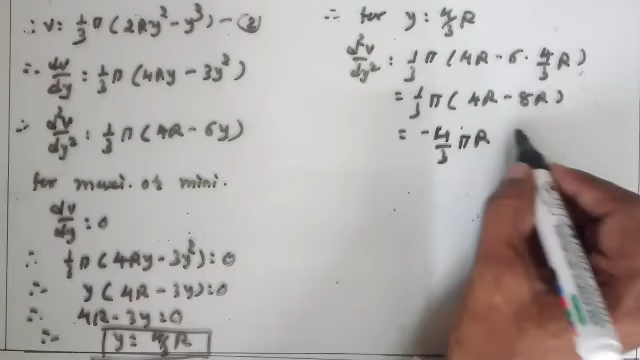 ∴ V: 1/3 π (2Ry² - y³) - ②
∴ dv/dy : 1/3 π (4Ry - 3y²)
∴ d²v/dy² : 1/3 π (4R - 6y)
for maxi. or mini.
dv/dy : 0
∴ 1/3 π (4Ry - 3y²) : 0
∴ y (4R - 3y) : 0
∴ 4R - 3y : 0
∴ y = 4/3 R
∴ for y : 4/3 R
d²v/dy² : 1/3 π (4R - 6 · 4/3 R)
= 1/3 π (4R - 8R)
= -4/3 πR